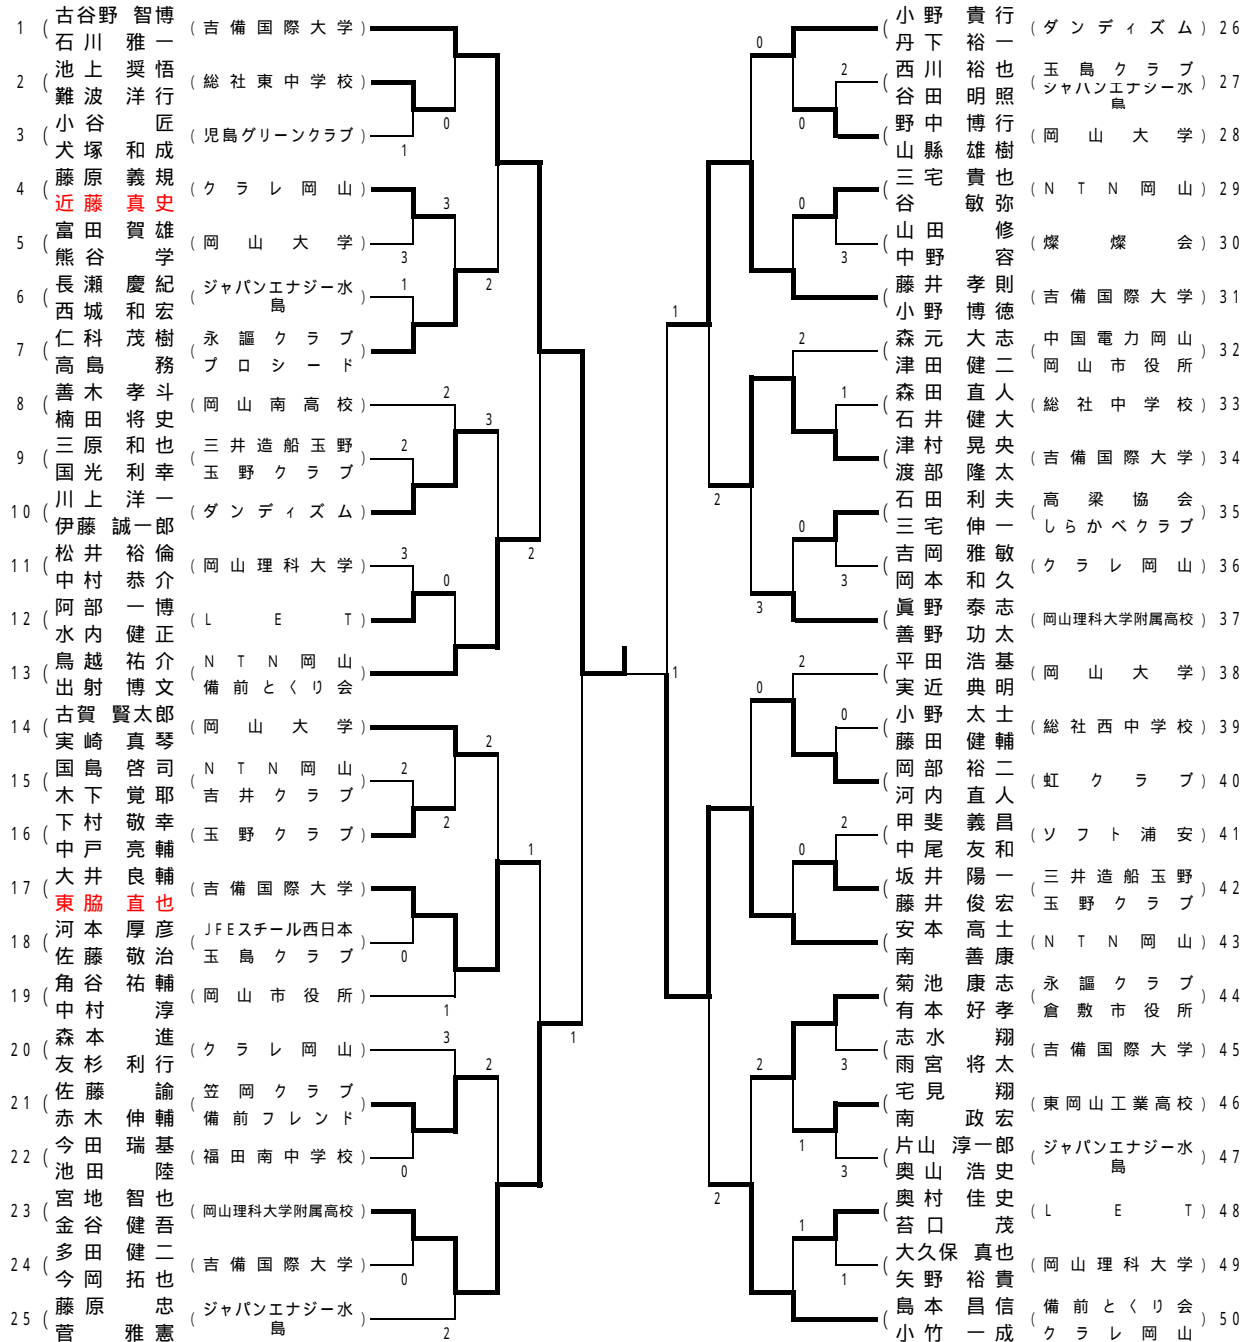 1 ( 古谷野 智博 ( 吉備国際大学 )
石川 雅一
2 ( 池上 奨悟 ( 総社東中学校 )
難波 洋行
0
3 ( 小谷 匠 ( 児島グリーンクラブ )
犬塚 和成
1
4 ( 藤原 義規 ( クラレ岡山 )
近藤 真史
3
5 ( 富田 賀雄 ( 岡山大学 )
熊谷 学
3
6 ( 長瀬 慶紀 ( ジャパンエナジー水島 )
西城 和宏
1
2
7 ( 仁科 茂樹 ( 永謳クラブ )
高島 務 プロシード
8 ( 善木 孝斗 ( 岡山南高校 )
楠田 将史
2
3
9 ( 三原 和也 ( 三井造船玉野 )
国光 利幸 玉野クラブ
2
10 ( 川上 洋一 ( ダンディズム )
伊藤 誠一郎
2
11 ( 松井 裕倫 ( 岡山理科大学 )
中村 恭介
3
0
12 ( 阿部 一博 ( LET )
水内 健正
13 ( 鳥越 祐介 ( NTN岡山 )
出射 博文 備前とくり会
14 ( 古賀 賢太郎 ( 岡山大学 )
実崎 真琴
2
15 ( 国島 啓司 ( NTN岡山 )
木下 覚耶 吉井クラブ
2
16 ( 下村 敬幸 ( 玉野クラブ )
中戸 亮輔
2
1
17 ( 大井 良輔 ( 吉備国際大学 )
東脇 直也
18 ( 河本 厚彦 ( JFEスチール西日本 )
佐藤 敬治 玉島クラブ
0
19 ( 角谷 祐輔 ( 岡山市役所 )
中村 淳
1
1
20 ( 森本 進 ( クラレ岡山 )
友杉 利行
3
2
21 ( 佐藤 諭 ( 笠岡クラブ )
赤木 伸輔 備前フレンド
22 ( 今田 瑞基 ( 福田南中学校 )
池田 陸
0
23 ( 宮地 智也 ( 岡山理科大学附属高校 )
金谷 健吾
24 ( 多田 健二 ( 吉備国際大学 )
今岡 拓也
0
25 ( 藤原 忠 ( ジャパンエナジー水島 )
菅 雅憲
2
小野 貴行 ( ダンディズム ) 26
丹下 裕一
0
西川 裕也 ( 玉島クラブ ) 27
谷田 明照 ジャパンエナジー水島
2
野中 博行 ( 岡山大学 ) 28
山縣 雄樹
0
三宅 貴也 ( NTN岡山 ) 29
谷 敏弥
0
山田 修 ( 燦燦会 ) 30
中野 容
3
藤井 孝則 ( 吉備国際大学 ) 31
小野 博徳
1
森元 大志 ( 中国電力岡山 ) 32
津田 健二 岡山市役所
2
森田 直人 ( 総社中学校 ) 33
石井 健大
1
津村 晃央 ( 吉備国際大学 ) 34
渡部 隆太
2
石田 利夫 ( 高梁協会 ) 35
三宅 伸一 しらかべクラブ
0
吉岡 雅敏 ( クラレ岡山 ) 36
岡本 和久
3
眞野 泰志 ( 岡山理科大学附属高校 ) 37
善野 功太
3
平田 浩基 ( 岡山大学 ) 38
実近 典明
2
1
0
小野 太士 ( 総社西中学校 ) 39
藤田 健輔
0
岡部 裕二 ( 虹クラブ ) 40
河内 直人
甲斐 義昌 ( ソフト浦安 ) 41
中尾 友和
2
0
坂井 陽一 ( 三井造船玉野 ) 42
藤井 俊宏 玉野クラブ
安本 高士 ( NTN岡山 ) 43
南 善康
菊池 康志 ( 永謳クラブ ) 44
有本 好孝 倉敷市役所
志水 翔 ( 吉備国際大学 ) 45
雨宮 将太
3
2
宅見 翔 ( 東岡山工業高校 ) 46
南 政宏
1
片山 淳一郎 ( ジャパンエナジー水島 ) 47
奥山 浩史
3
2
奥村 佳史 ( LET ) 48
苔口 茂
1
大久保 真也 ( 岡山理科大学 ) 49
矢野 裕貴
1
島本 昌信 ( 備前とくり会 ) 50
小竹 一成 クラレ岡山